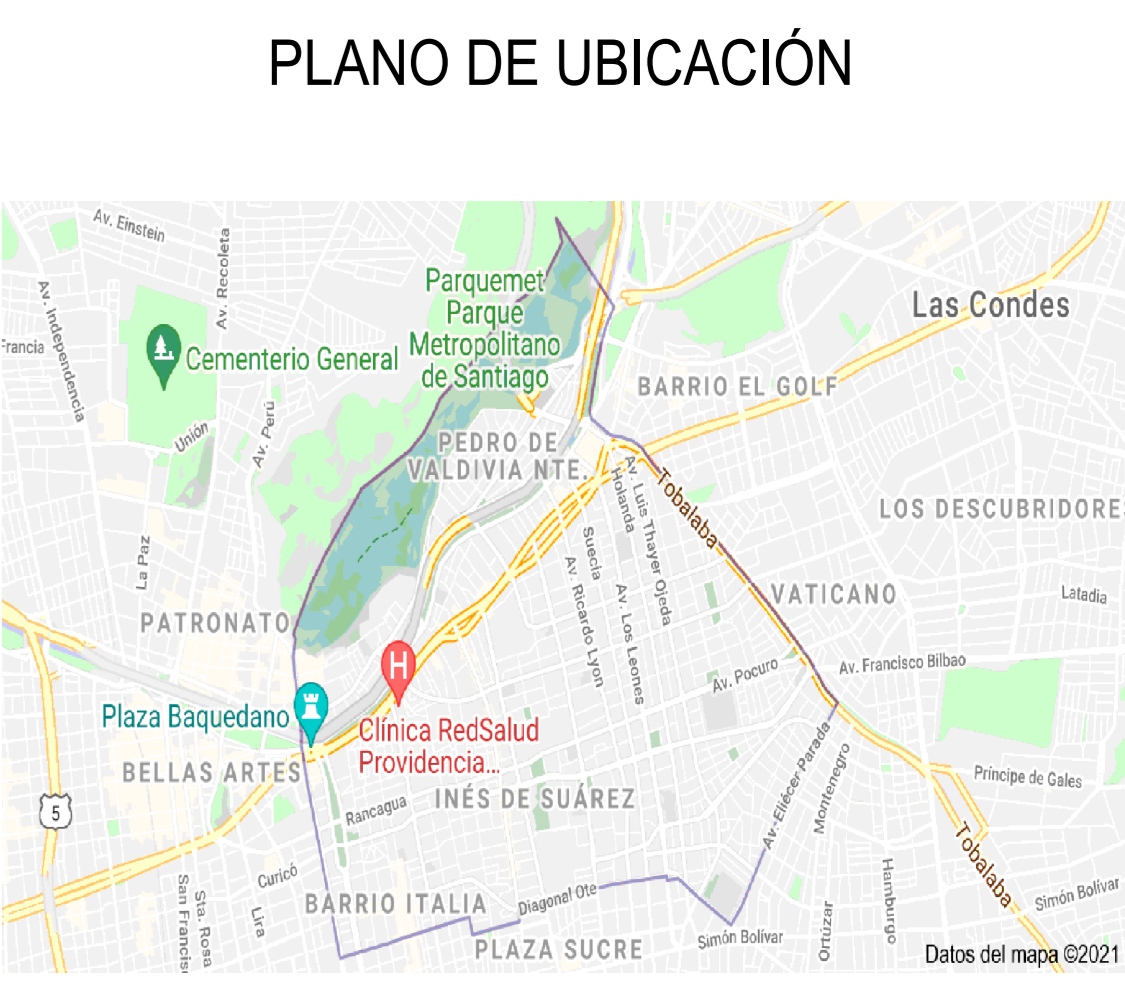 PLANO DE UBICACIÓN
Av. Einstein
Av. Recoleta
Av. Independencia
Francia
Parquemet
Parque
Metropolitano
de Santiago
Las Condes
Cementerio General
BARRIO EL GOLF
Unión
Av. Perú
PEDRO DE
VALDIVIA NTE.
Tobalaba
Av. Luis Thayer Ojeda
Holanda
LOS DESCUBRIDORES
La Paz
Suecia
Av. Ricardo Lyon
Av. Los Leones
VATICANO
Latadia
PATRONATO
H
Av. Pocuro
Av. Francisco Bilbao
Plaza Baquedano
Clínica RedSalud
Providencia...
BELLAS ARTES
Av. Eliécer Parada
Montenegro
Príncipe de Gales
5
Rancagua
INÉS DE SUÁREZ
Tobalaba
Curicó
San Francis
Sta. Rosa
Lira
BARRIO ITALIA
Diagonal Ote
Hamburgo
Simón Bolívar
Ortúzar
Simón Bolívar
PLAZA SUCRE
Datos del mapa ©2021